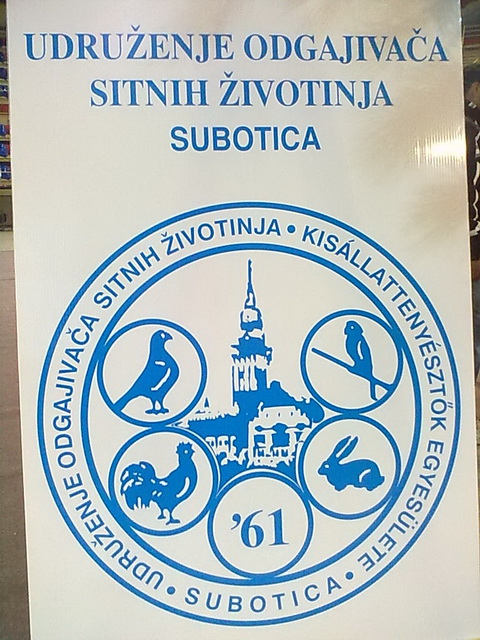 UDRUŽENJE ODGAJIVAČA
SITNIH ŽIVOTINJA
SUBOTICA
UDRUŽENJE ODGAJIVAČA SITNIH ŽIVOTINJA • KISÁLLATTENYÉSZTŐK EGYESÜLETE • SUBOTICA •
'61